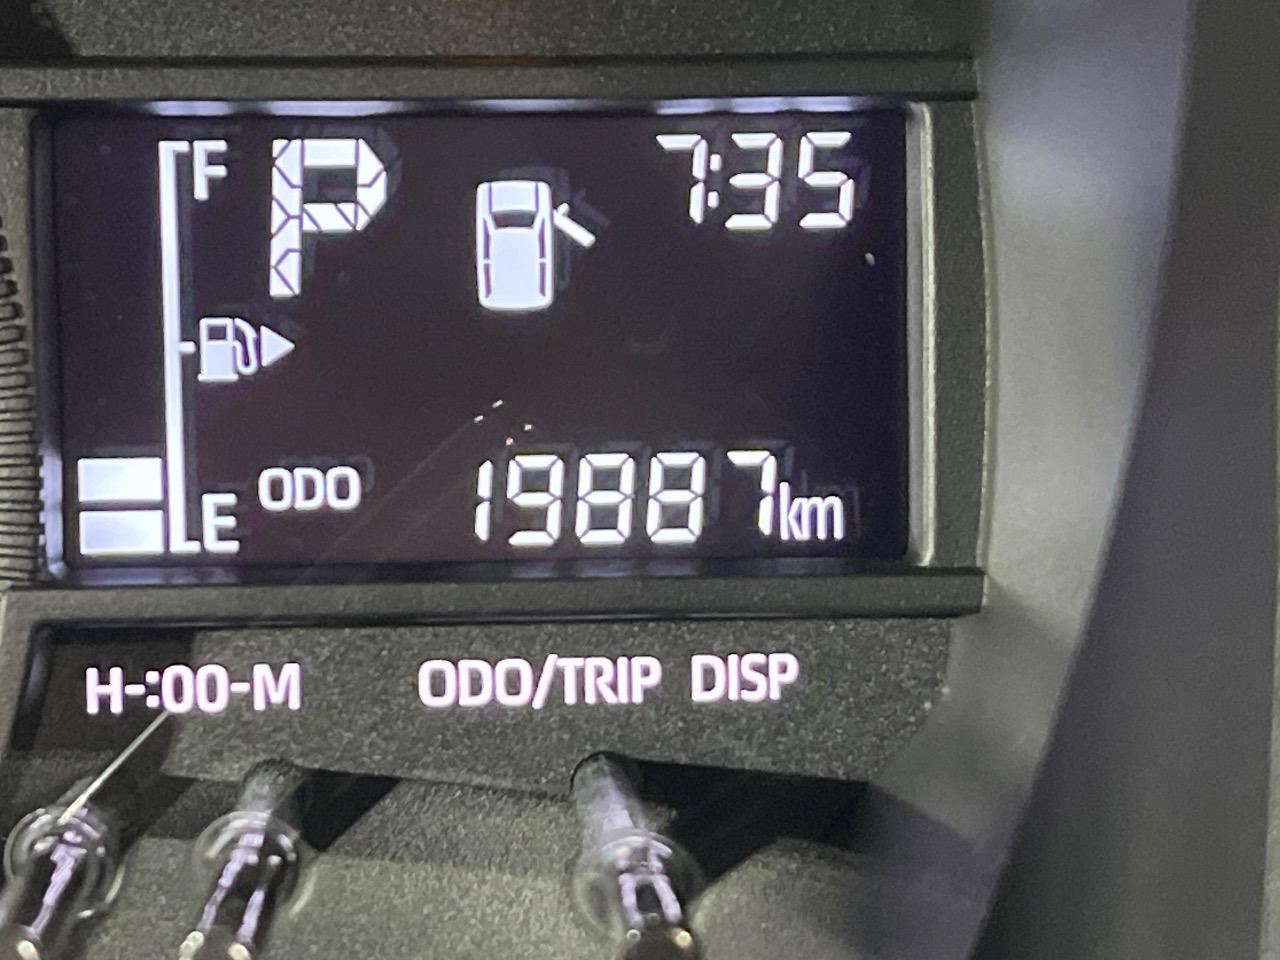 F P 7:35
E ODO 19887km
H-:00-M ODO/TRIP DISP